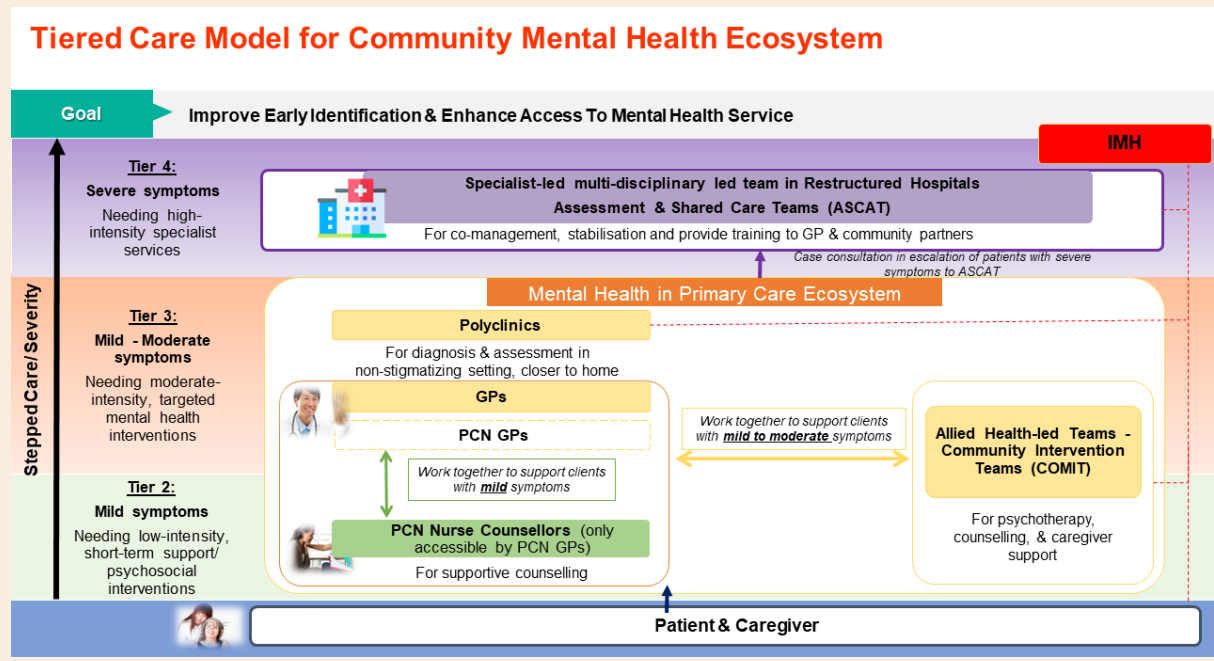 Tiered Care Model for Community Mental Health Ecosystem
Goal
Improve Early Identification & Enhance Access To Mental Health Service
IMH
Stepped Care/ Severity
Tier 4:
Severe symptoms
Needing high-
intensity specialist
services
Specialist-led multi-disciplinary led team in Restructured Hospitals
Assessment & Shared Care Teams (ASCAT)
For co-management, stabilisation and provide training to GP & community partners
Case consultation in escalation of patients with severe
symptoms to ASCAT
Tier 3:
Mild - Moderate
symptoms
Needing moderate-
intensity, targeted
mental health
interventions
Mental Health in Primary Care Ecosystem
Polyclinics
For diagnosis & assessment in
non-stigmatizing setting, closer to home
GPs
PCN GPs
Work together to support clients
with mild symptoms
Work together to support clients
with mild to moderate symptoms
Allied Health-led Teams -
Community Intervention
Teams (COMIT)
For psychotherapy,
counselling, & caregiver
support
Tier 2:
Mild symptoms
Needing low-intensity,
short-term support/
psychosocial
interventions
PCN Nurse Counsellors (only
accessible by PCN GPs)
For supportive counselling
Patient & Caregiver